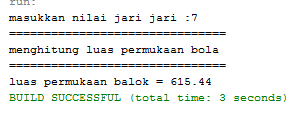 run:
masukkan nilai jari jari :7
===============================
menghitung luas permukaan bola
===============================
luas permukaan balok = 615.44
BUILD SUCCESSFUL (total time: 3 seconds)